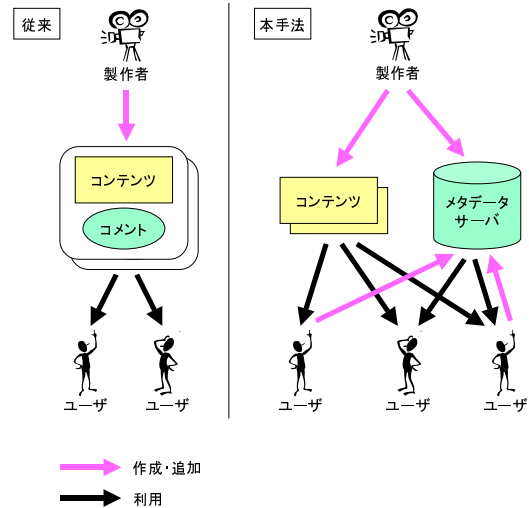 従来
製作者
コンテンツ
コメント
ユーザ
ユーザ
本手法
製作者
コンテンツ
メタデータ
サーバ
ユーザ
ユーザ
ユーザ
作成・追加
利用